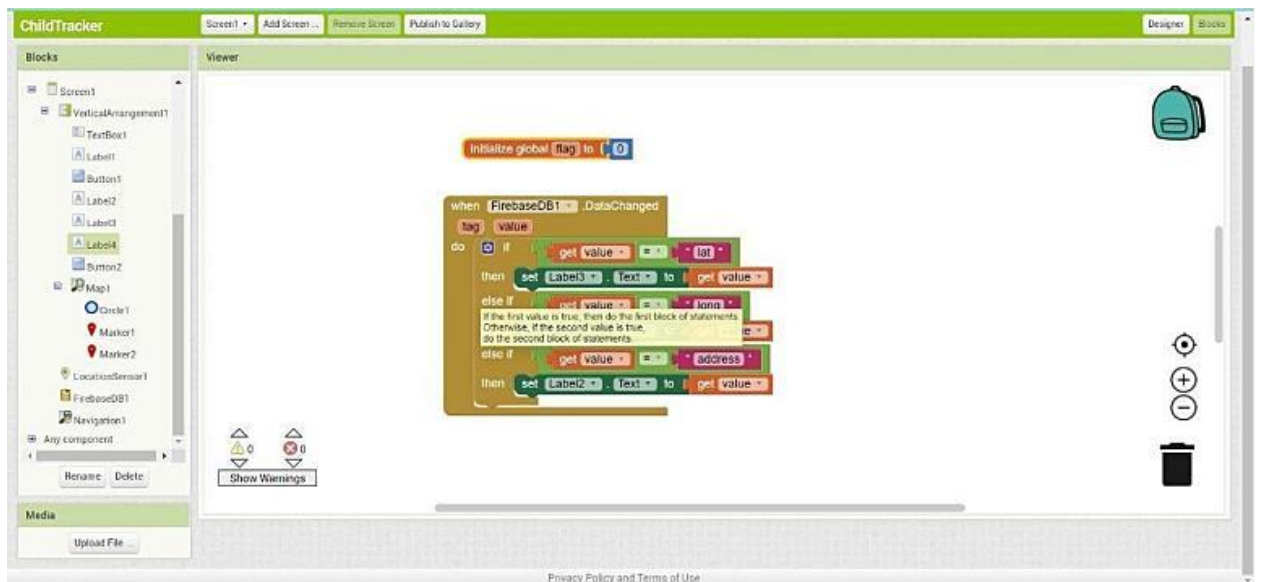 ChildTracker
Screen1 Add Screen ... Remove Screen Publish to Gallery
Designer Blocks
Blocks
Viewer
Screen1
VerticalArrangement1
TextBox1
Label1
Button1
Label2
Label3
Label4
Button2
Map1
Circle1
Marker1
Marker2
LocationSensor1
FirebaseDB1
Navigation1
Any component
Rename Delete
Media
Upload File ...
initialize global flag to 0
when FirebaseDB1 .DataChanged
tag value
do if get value = " lat "
then set Label3 . Text to get value
else if get value = " long "
If the first value is true, then do the first block of statements.
Otherwise, if the second value is true,
do the second block of statements.
else if get value = " address "
then set Label2 . Text to get value
0 0
Show Warnings
Privacy Policy and Terms of Use